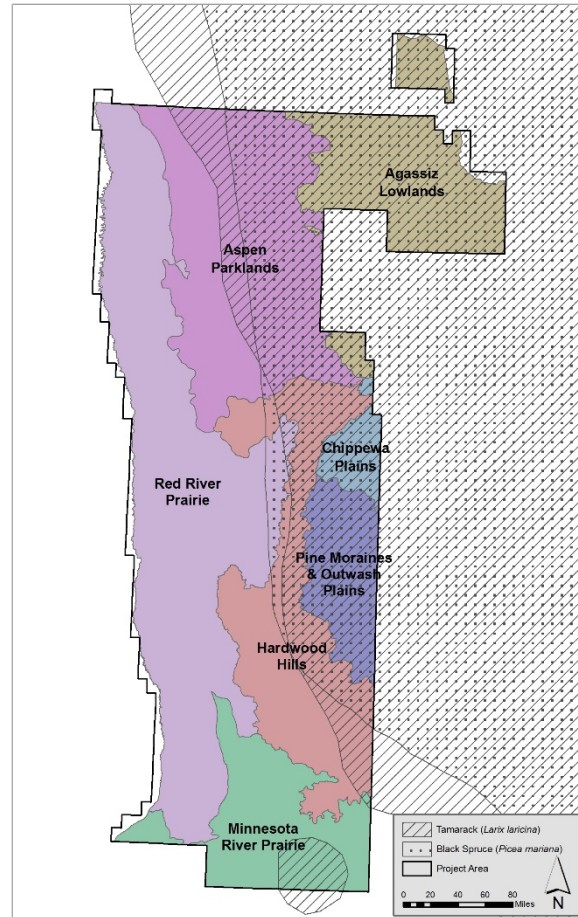 Agassiz
Lowlands
Aspen
Parklands
Chippewa
Plains
Red River
Prairie
Pine Moraines
& Outwash
Plains
Hardwood
Hills
Minnesota
River Prairie
Tamarack (Larix laricina)
Black Spruce (Picea mariana)
Project Area
0 20 40 60 80
Miles
N